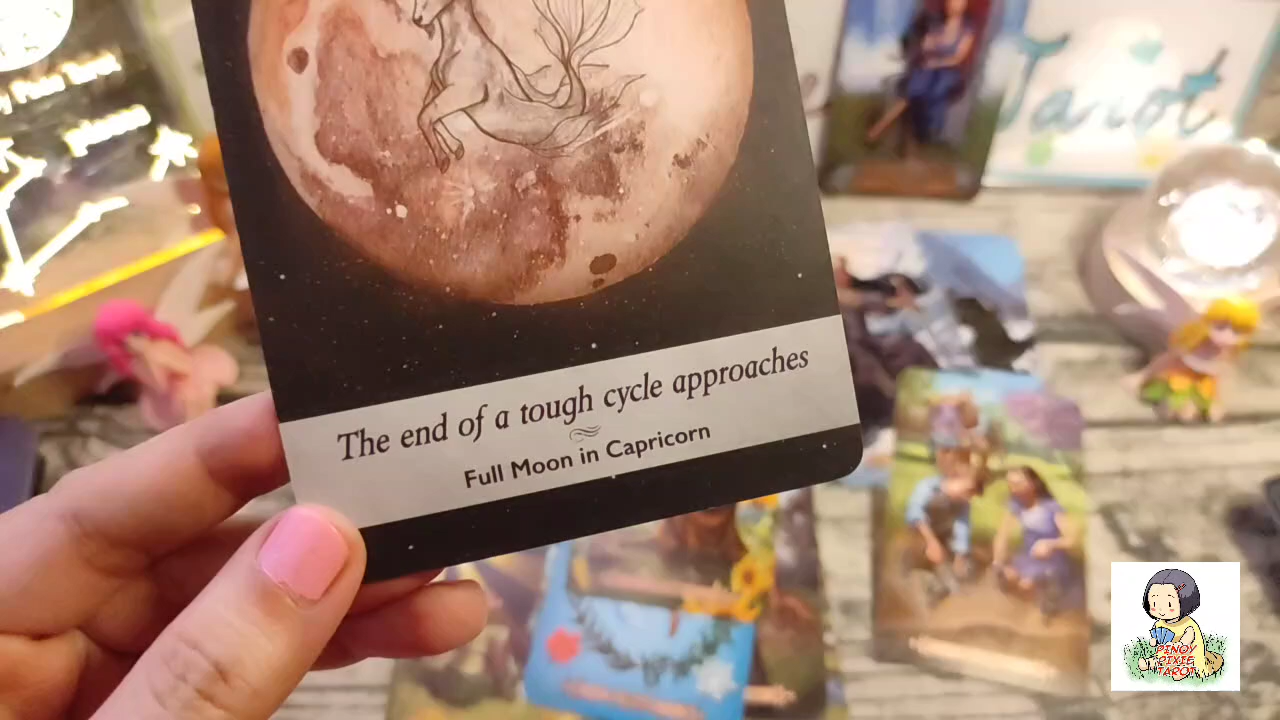 Tarot
The end of a tough cycle approaches
Full Moon in Capricorn
PINOY
PIXIE
TAROT